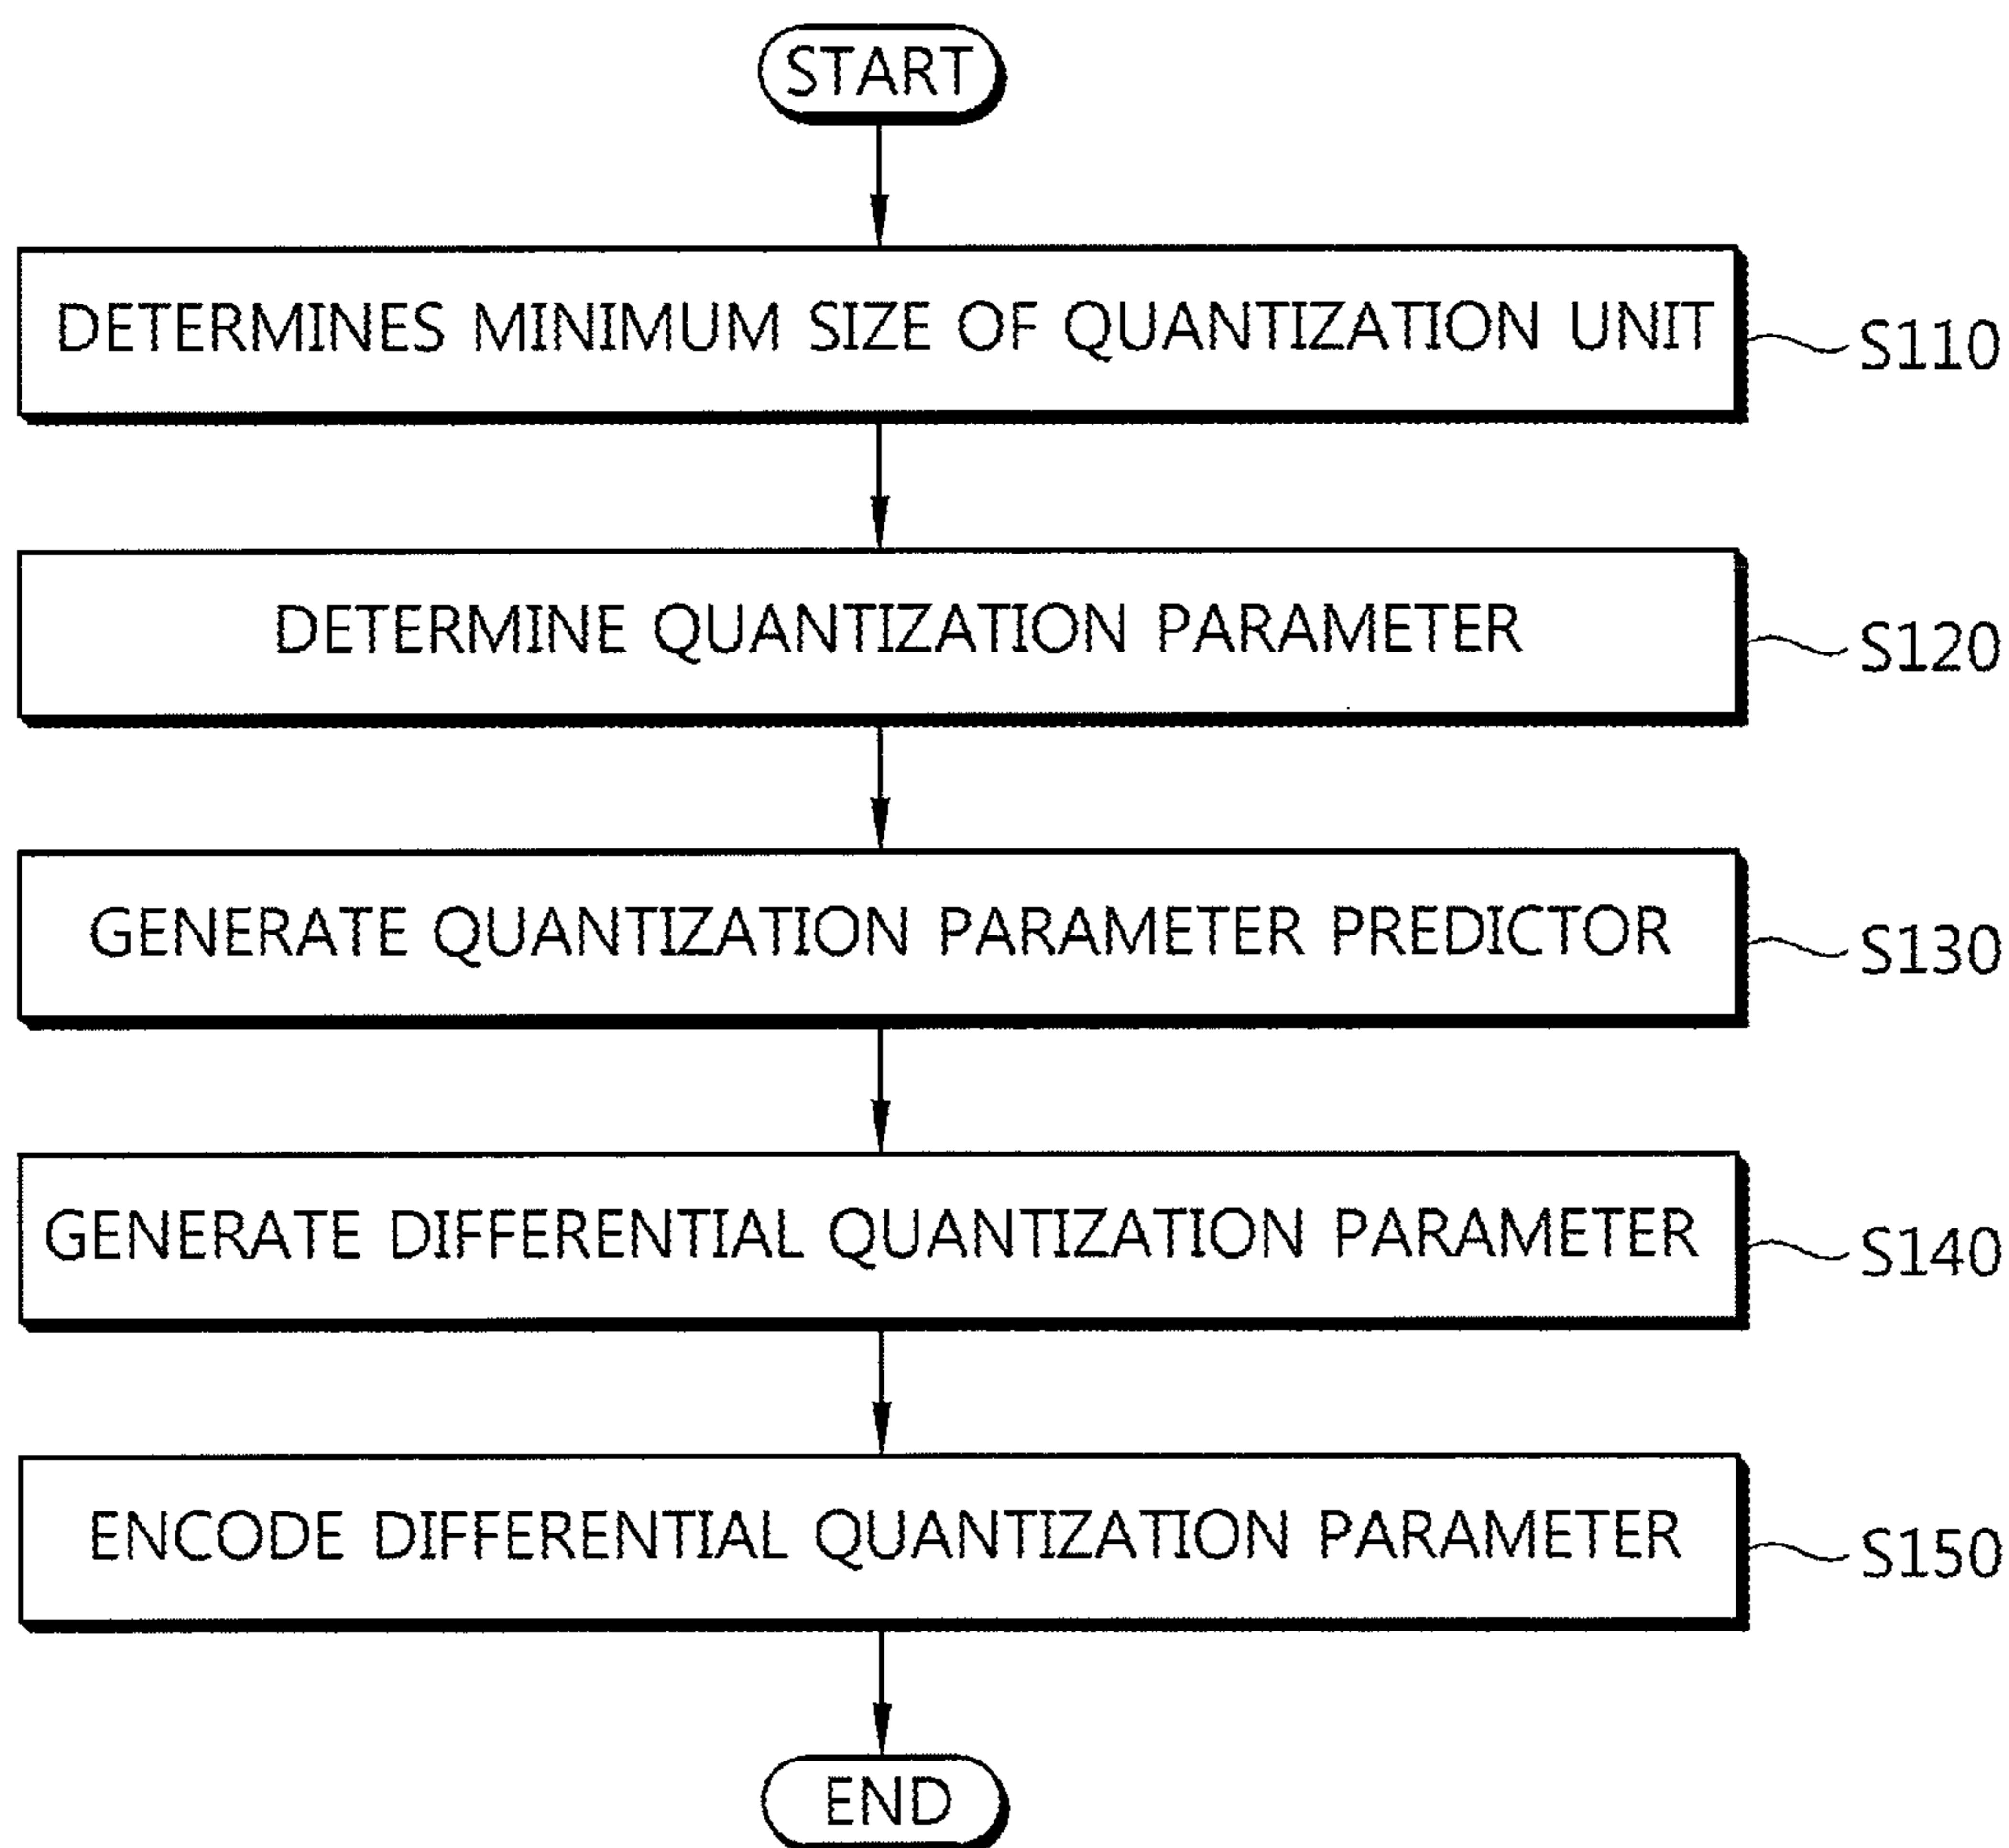 START
DETERMINES MINIMUM SIZE OF QUANTIZATION UNIT
S110
DETERMINE QUANTIZATION PARAMETER
S120
GENERATE QUANTIZATION PARAMETER PREDICTOR
S130
GENERATE DIFFERENTIAL QUANTIZATION PARAMETER
S140
ENCODE DIFFERENTIAL QUANTIZATION PARAMETER
S150
END